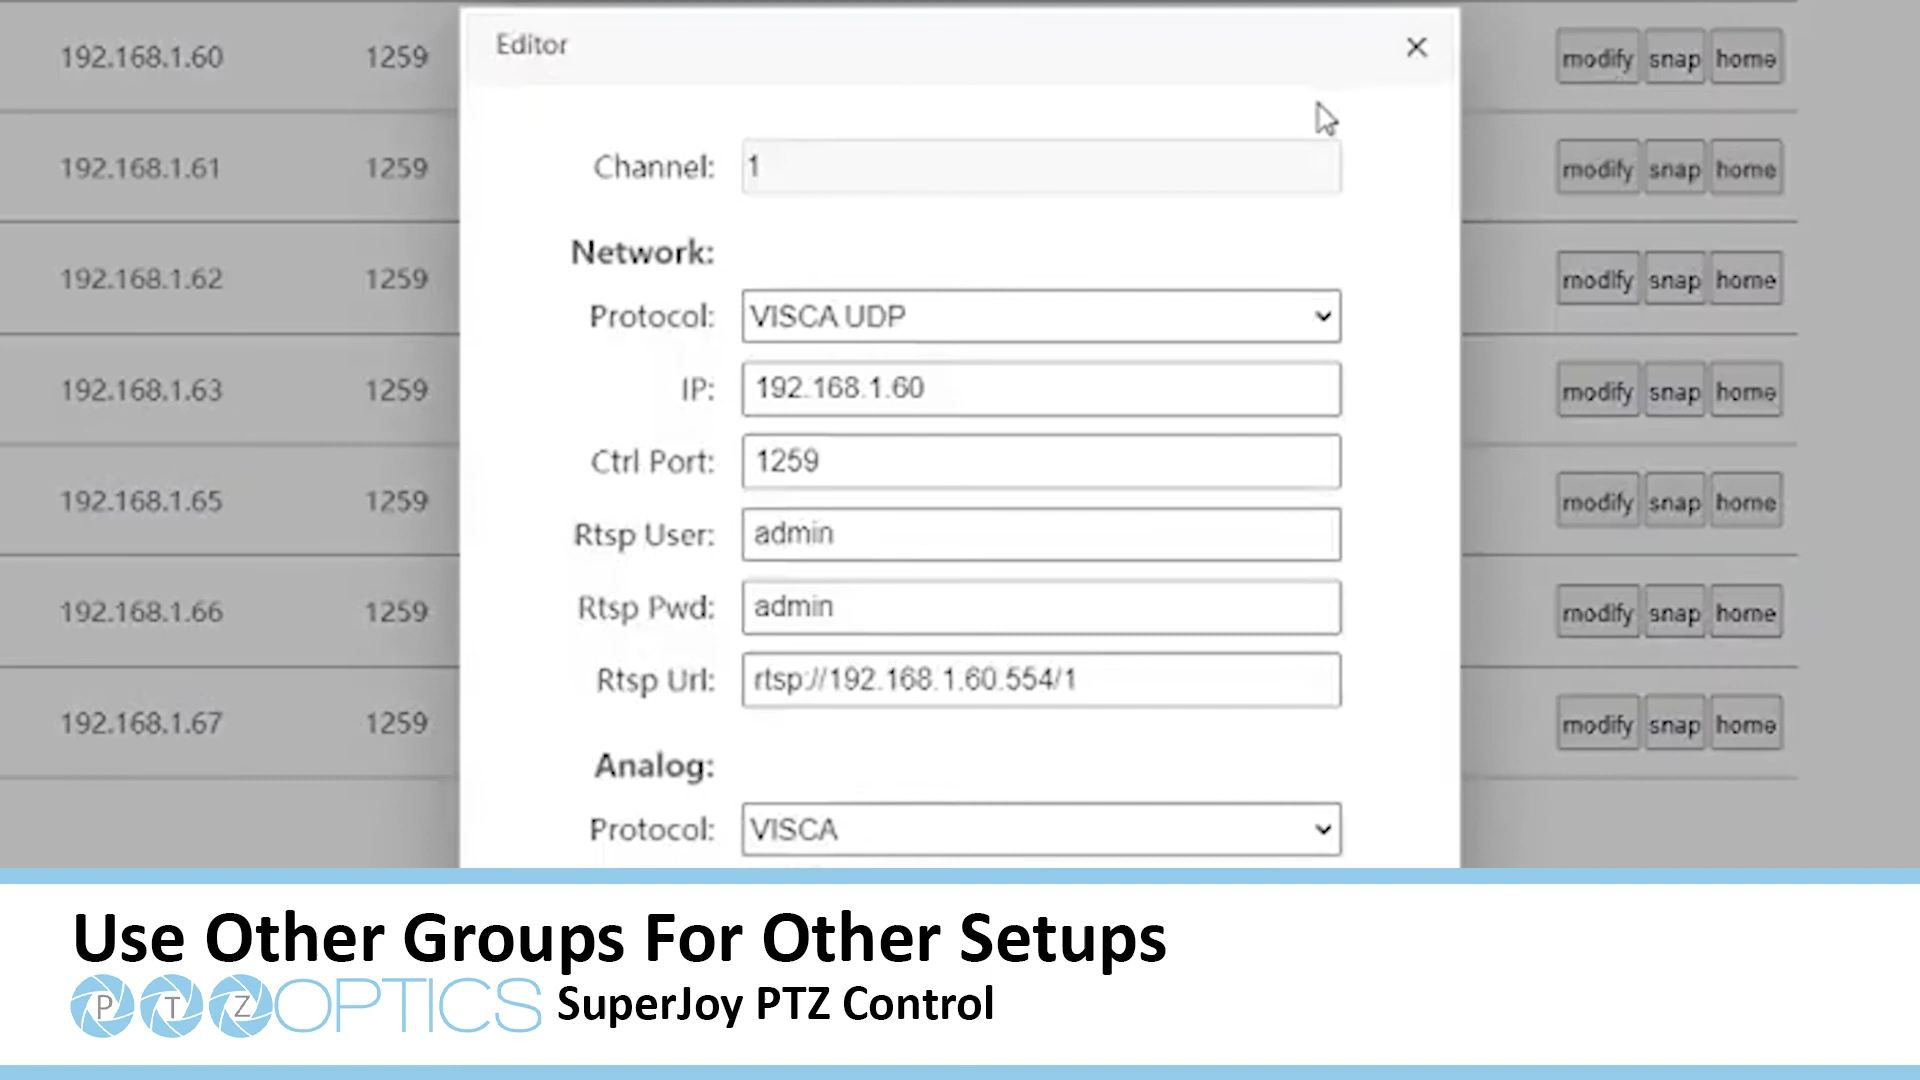 Editor
192.168.1.60 1259 modify snap home
Channel: 1
192.168.1.61 1259 modify snap home
Network:
192.168.1.62 1259 modify snap home
Protocol: VISCA UDP
IP: 192.168.1.60
192.168.1.63 1259 modify snap home
Ctrl Port: 1259
192.168.1.65 1259 modify snap home
Rtsp User: admin
Rtsp Pwd: admin
192.168.1.66 1259 modify snap home
Rtsp Url: rtsp://192.168.1.60.554/1
192.168.1.67 1259 modify snap home
Analog:
Protocol: VISCA
Use Other Groups For Other Setups
PTZOPTICS SuperJoy PTZ Control